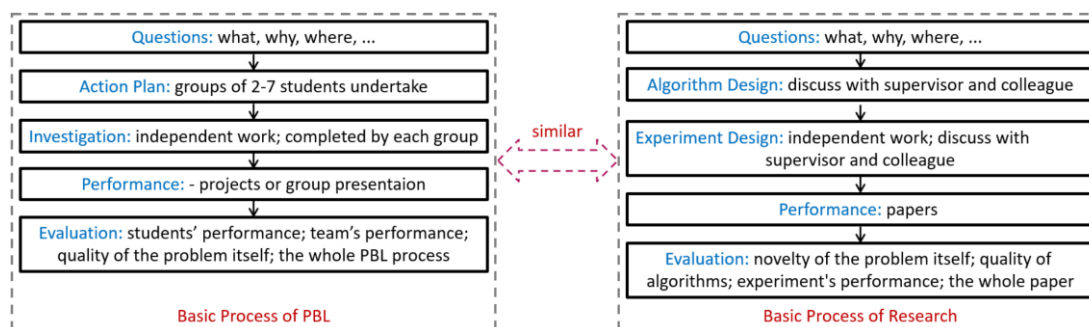 Questions: what, why, where, ...
Action Plan: groups of 2-7 students undertake
Investigation: independent work; completed by each group
Performance: - projects or group presentaion
Evaluation: students' performance; team's performance;
quality of the problem itself; the whole PBL process
Basic Process of PBL
similar
Questions: what, why, where, ...
Algorithm Design: discuss with supervisor and colleague
Experiment Design: independent work; discuss with
supervisor and colleague
Performance: papers
Evaluation: novelty of the problem itself; quality of
algorithms; experiment's performance; the whole paper
Basic Process of Research